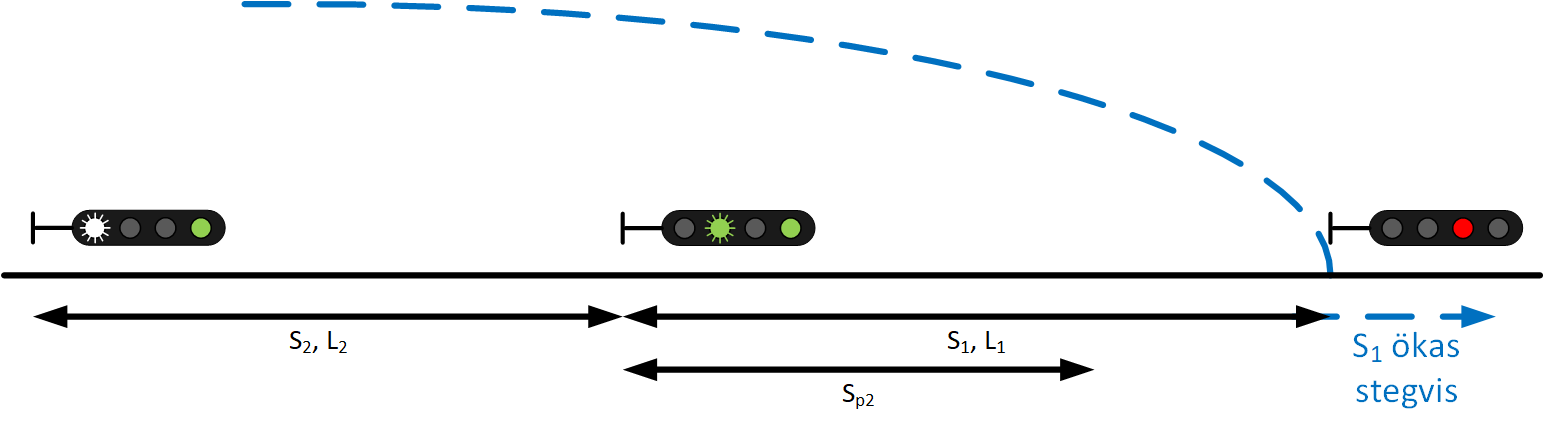 S₂, L₂
S₁, L₁
Sₚ₂
S₁ ökas
stegvis